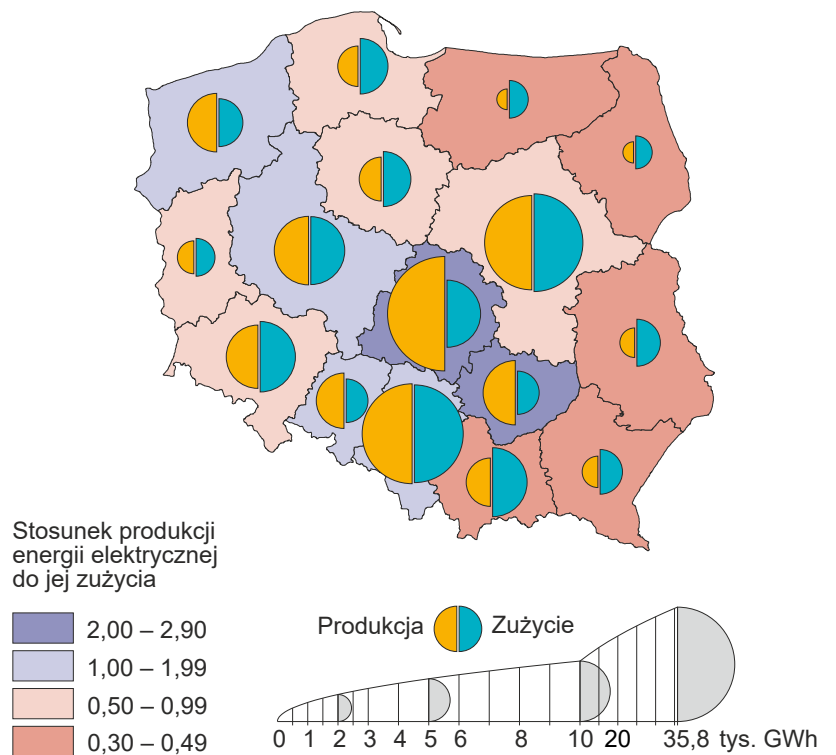 Stosunek produkcji
energii elektrycznej
do jej zużycia
2,00 – 2,90
1,00 – 1,99
0,50 – 0,99
0,30 – 0,49
Produkcja Zużycie
0 1 2 3 4 5 6 8 10 20 35,8 tys. GWh